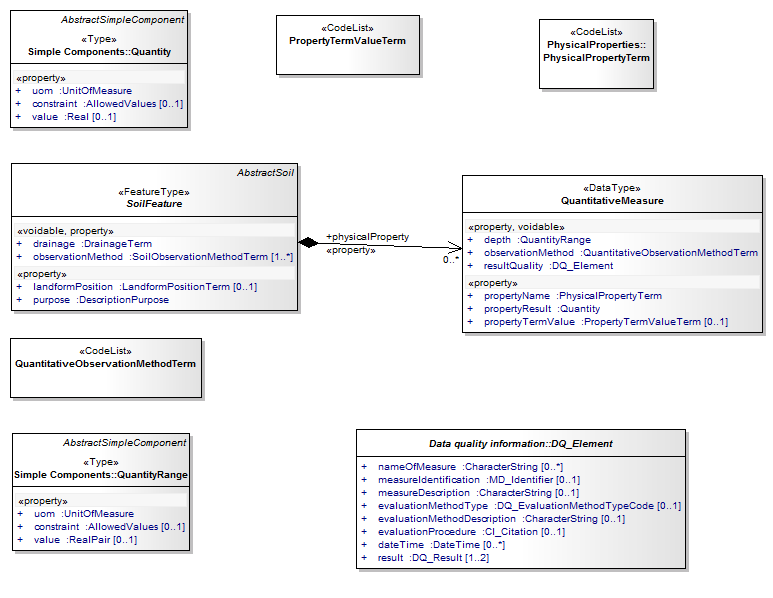 AbstractSimpleComponent
«Type»
Simple Components::Quantity
«property»
+ uom :UnitOfMeasure
+ constraint :AllowedValues [0..1]
+ value :Real [0..1]
«CodeList»
PropertyTermValueTerm
«CodeList»
PhysicalProperties::
PhysicalPropertyTerm
AbstractSoil
«FeatureType»
SoilFeature
«voidable, property»
+ drainage :DrainageTerm
+ observationMethod :SoilObservationMethodTerm [1..*]
«property»
+ landformPosition :LandformPositionTerm [0..1]
+ purpose :DescriptionPurpose
+physicalProperty
«property»
0..*
«DataType»
QuantitativeMeasure
«property, voidable»
+ depth :QuantityRange
+ observationMethod :QuantitativeObservationMethodTerm
+ resultQuality :DQ_Element
«property»
+ propertyName :PhysicalPropertyTerm
+ propertyResult :Quantity
+ propertyTermValue :PropertyTermValueTerm [0..1]
«CodeList»
QuantitativeObservationMethodTerm
AbstractSimpleComponent
«Type»
Simple Components::QuantityRange
«property»
+ uom :UnitOfMeasure
+ constraint :AllowedValues [0..1]
+ value :RealPair [0..1]
Data quality information::DQ_Element
+ nameOfMeasure :CharacterString [0..*]
+ measureIdentification :MD_Identifier [0..1]
+ measureDescription :CharacterString [0..1]
+ evaluationMethodType :DQ_EvaluationMethodTypeCode [0..1]
+ evaluationMethodDescription :CharacterString [0..1]
+ evaluationProcedure :CI_Citation [0..1]
+ dateTime :DateTime [0..*]
+ result :DQ_Result [1..2]